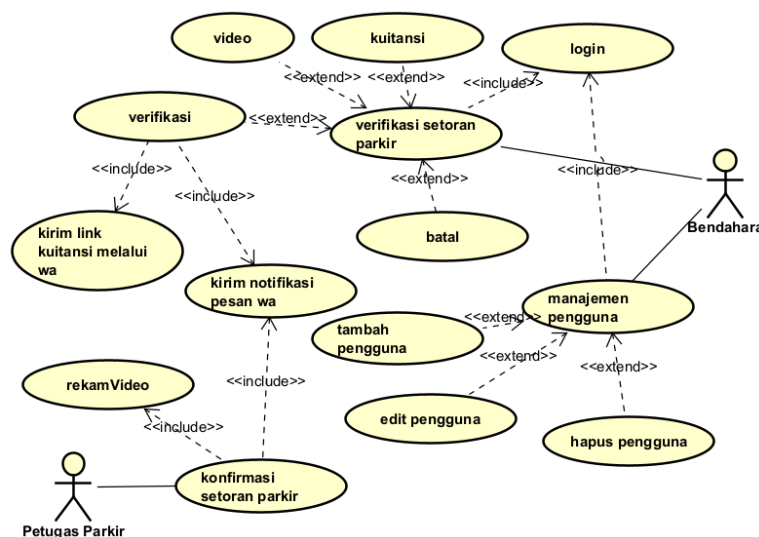 video
kuitansi
login
<<extend>>
<<extend>>
<<include>>
verifikasi
<<extend>>
verifikasi setoran
parkir
<<include>>
<<include>>
<<extend>>
<<include>>
Bendahara
kirim link
kuitansi melalui
wa
batal
kirim notifikasi
pesan wa
manajemen
pengguna
tambah
pengguna
<<extend>>
<<extend>>
<<extend>>
rekamVideo
<<include>>
<<include>>
edit pengguna
hapus pengguna
konfirmasi
setoran parkir
Petugas Parkir